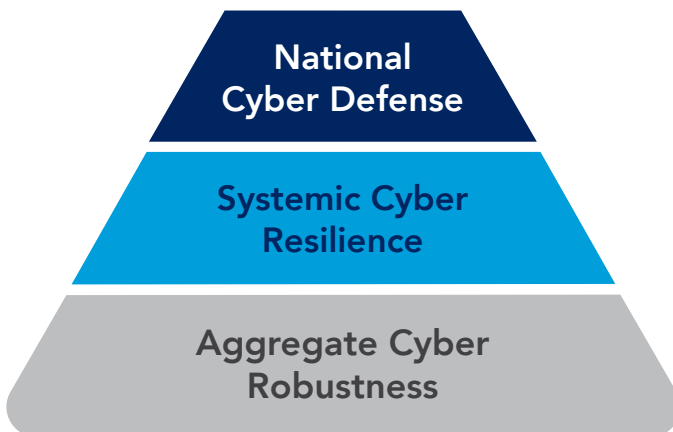 National
Cyber Defense
Systemic Cyber
Resilience
Aggregate Cyber
Robustness